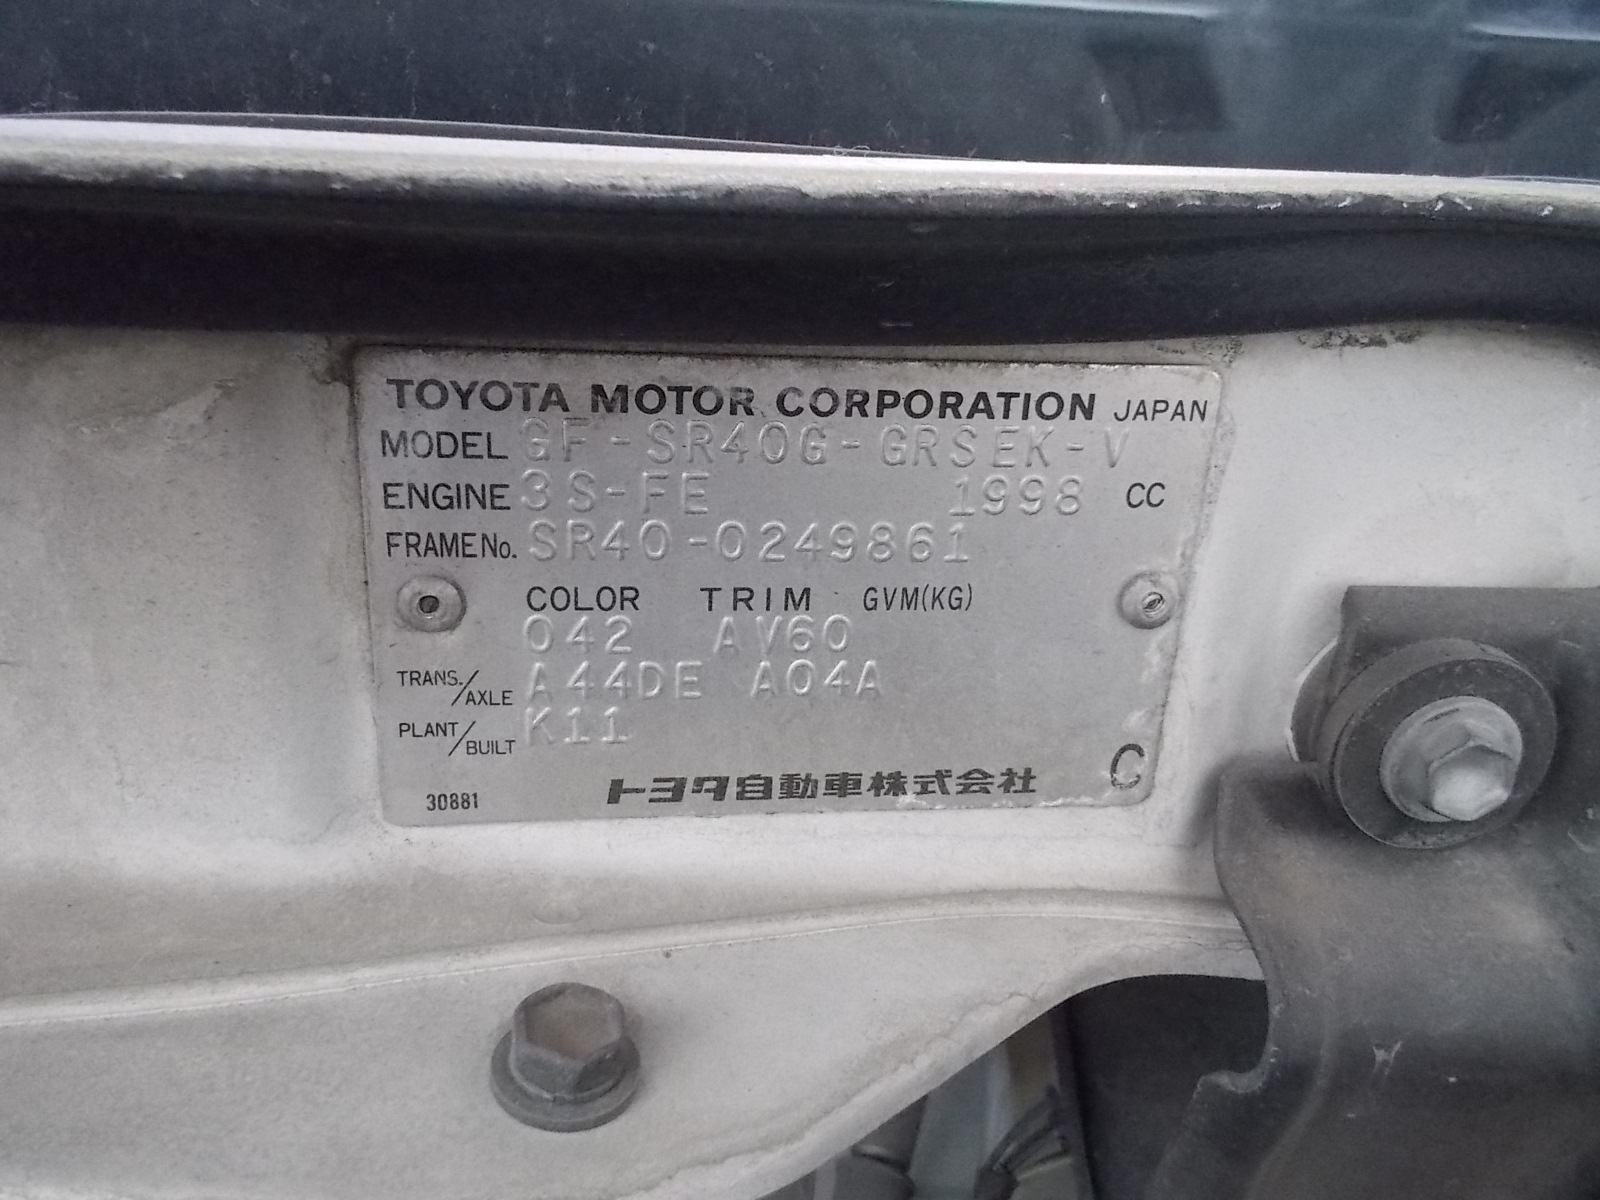 TOYOTA MOTOR CORPORATION JAPAN
MODEL GF-SR40G-GRSEK-V
ENGINE 3S-FE 1998 CC
FRAME No. SR40-0249861
COLOR TRIM GVM(KG)
042 AV60
TRANS./AXLE A44DE A04A
PLANT/BUILT K11
30881 トヨタ自動車株式会社 C